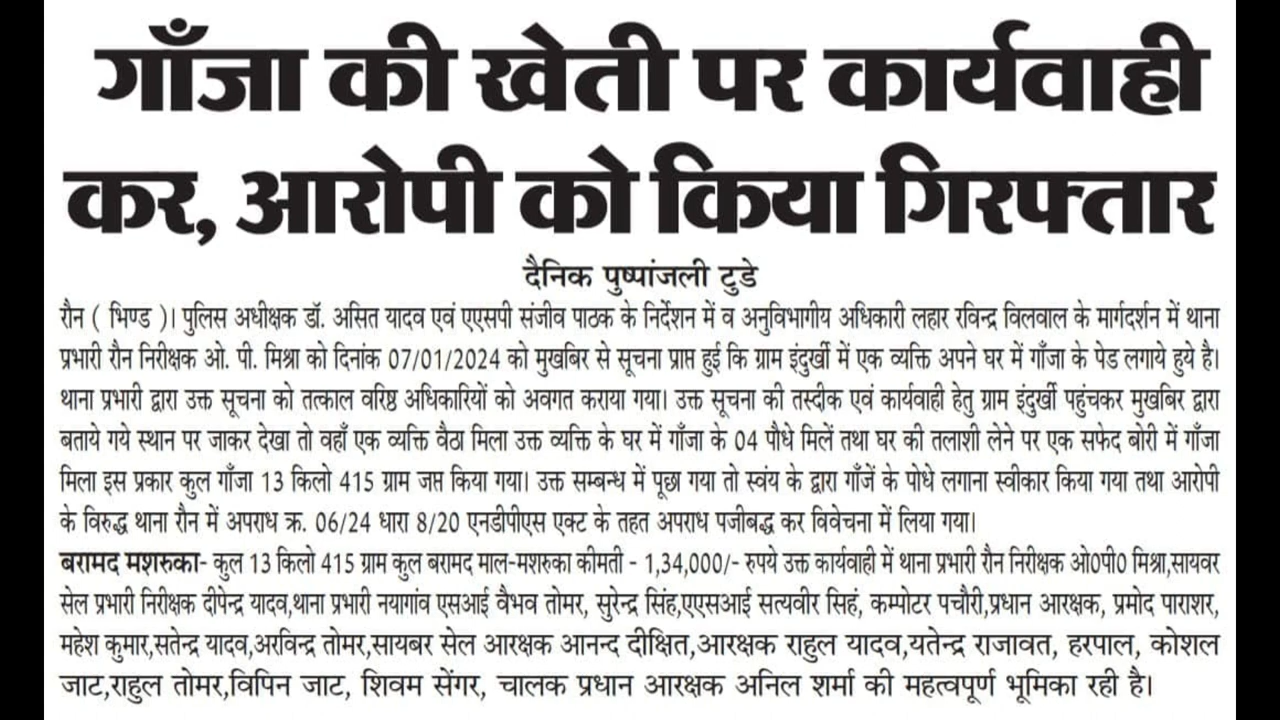 गाँजा की खेती पर कार्यवाही
कर, आरोपी को किया गिरफ्तार
दैनिक पुष्पांजली टुडे
रौन ( भिण्ड )। पुलिस अधीक्षक डॉ. असित यादव एवं एएसपी संजीव पाठक के निर्देशन में व अनुविभागीय अधिकारी लहार रविन्द्र विलवाल के मार्गदर्शन में थाना
प्रभारी रौन निरीक्षक ओ. पी. मिश्रा को दिनांक 07/01/2024 को मुखबिर से सूचना प्राप्त हुई कि ग्राम इंदुर्खी में एक व्यक्ति अपने घर में गाँजा के पेड लगाये हुये है।
थाना प्रभारी द्वारा उक्त सूचना को तत्काल वरिष्ठ अधिकारियों को अवगत कराया गया। उक्त सूचना की तस्दीक एवं कार्यवाही हेतु ग्राम इंदुर्खी पहुंचकर मुखबिर द्वारा
बताये गये स्थान पर जाकर देखा तो वहाँ एक व्यक्ति वैठा मिला उक्त व्यक्ति के घर में गाँजा के 04 पौधे मिलें तथा घर की तलाशी लेने पर एक सफेद बोरी में गाँजा
मिला इस प्रकार कुल गाँजा 13 किलो 415 ग्राम जप्त किया गया। उक्त सम्बन्ध में पूछा गया तो स्वंय के द्वारा गाँजें के पोधे लगाना स्वीकार किया गया तथा आरोपी
के विरुद्ध थाना रौन में अपराध क्र. 06/24 धारा 8/20 एनडीपीएस एक्ट के तहत अपराध पजीबद्ध कर विवेचना में लिया गया।
बरामद मशरुका- कुल 13 किलो 415 ग्राम कुल बरामद माल-मशरुका कीमती - 1,34,000/- रुपये उक्त कार्यवाही में थाना प्रभारी रौन निरीक्षक ओ0पी0 मिश्रा,सायवर
सेल प्रभारी निरीक्षक दीपेन्द्र यादव,थाना प्रभारी नयागांव एसआई वैभव तोमर, सुरेन्द्र सिंह,एएसआई सत्यवीर सिहं, कम्पोटर पचौरी,प्रधान आरक्षक, प्रमोद पाराशर,
महेश कुमार,सतेन्द्र यादव,अरविन्द्र तोमर,सायबर सेल आरक्षक आनन्द दीक्षित,आरक्षक राहुल यादव,यतेन्द्र राजावत, हरपाल, कोशल
जाट,राहुल तोमर,विपिन जाट, शिवम सेंगर, चालक प्रधान आरक्षक अनिल शर्मा की महत्वपूर्ण भूमिका रही है।